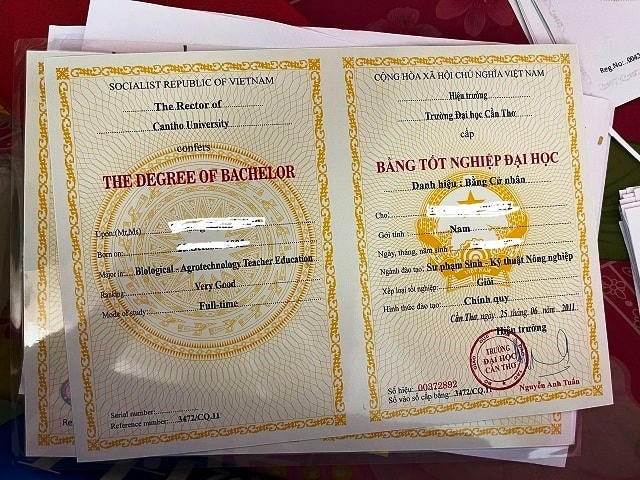 SOCIALIST REPUBLIC OF VIETNAM
The Rector of
Cantho University
confers
THE DEGREE OF BACHELOR
Upon:(Mr,Ms)
Born on:
Major in: Biological - Agrotechnology Teacher Education
Ranking: Very Good
Mode of study: Full-time
Serial number:
Reference number: 3472/CQ.11
CỘNG HÒA XÃ HỘI CHỦ NGHĨA VIỆT NAM
Hiệu trưởng
Trường Đại học Cần Thơ
cấp
BẰNG TỐT NGHIỆP ĐẠI HỌC
Danh hiệu: Bằng Cử nhân
Cho:
Giới tính: Nam
Ngày, tháng, năm sinh:
Ngành đào tạo: Sư phạm Sinh - Kỹ thuật Nông nghiệp
Xếp loại tốt nghiệp: Giỏi
Hình thức đào tạo: Chính quy
Cần Thơ, ngày 25 tháng 06 năm 2011
Hiệu trưởng
TRƯỜNG
ĐẠI HỌC
CẦN THƠ
Nguyễn Anh Tuấn
Số hiệu: 00372892
Số vào sổ cấp bằng: 3472/CQ.11
Reg.No: